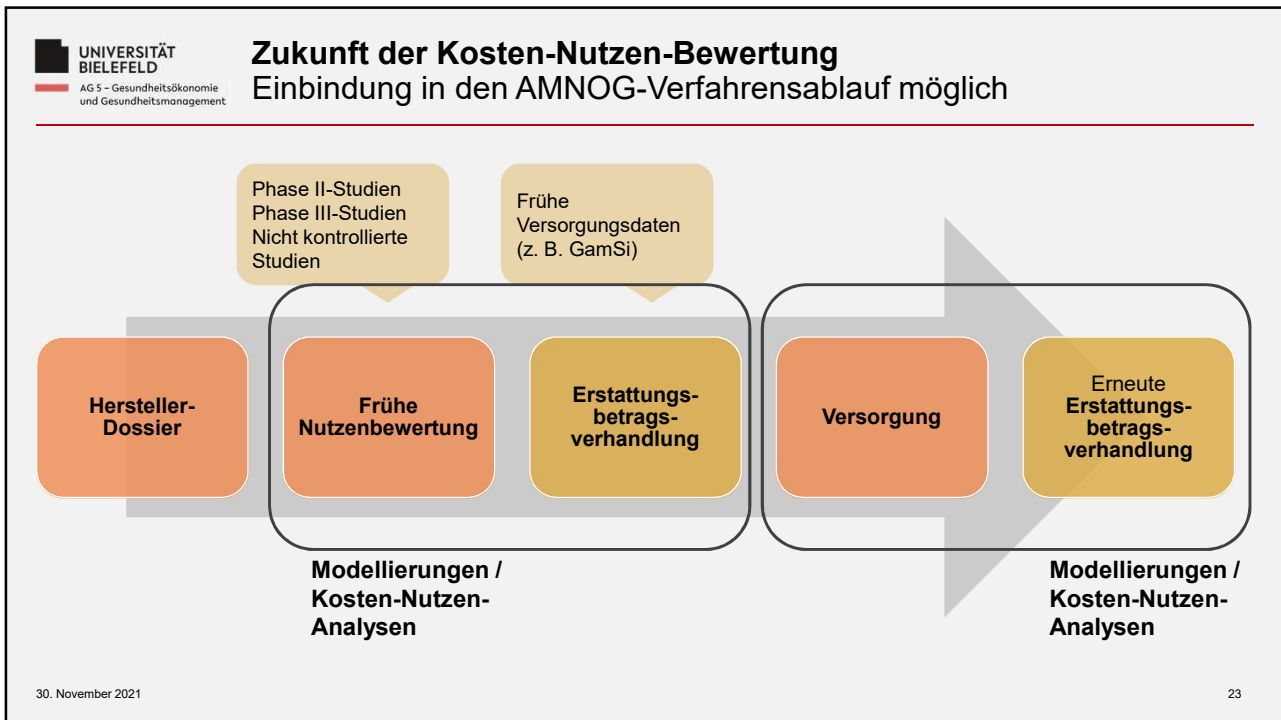 UNIVERSITÄT
BIELEFELD
AG 5 – Gesundheitsökonomie
und Gesundheitsmanagement
Zukunft der Kosten-Nutzen-Bewertung
Einbindung in den AMNOG-Verfahrensablauf möglich
Phase II-Studien
Phase III-Studien
Nicht kontrollierte
Studien
Frühe
Versorgungsdaten
(z. B. GamSi)
Hersteller-
Dossier
Frühe
Nutzenbewertung
Erstattungs-
betrags-
verhandlung
Versorgung
Erneute
Erstattungs-
betrags-
verhandlung
Modellierungen /
Kosten-Nutzen-
Analysen
Modellierungen /
Kosten-Nutzen-
Analysen
30. November 2021
23